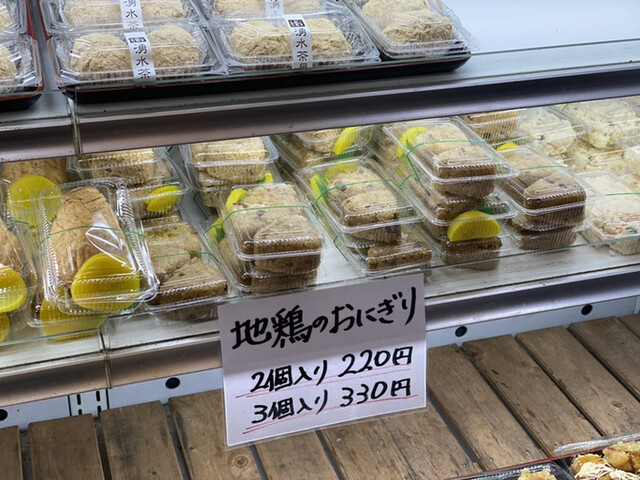 湧水茶
湧水茶
地鶏のおにぎり
2個入り 220円
3個入り 330円